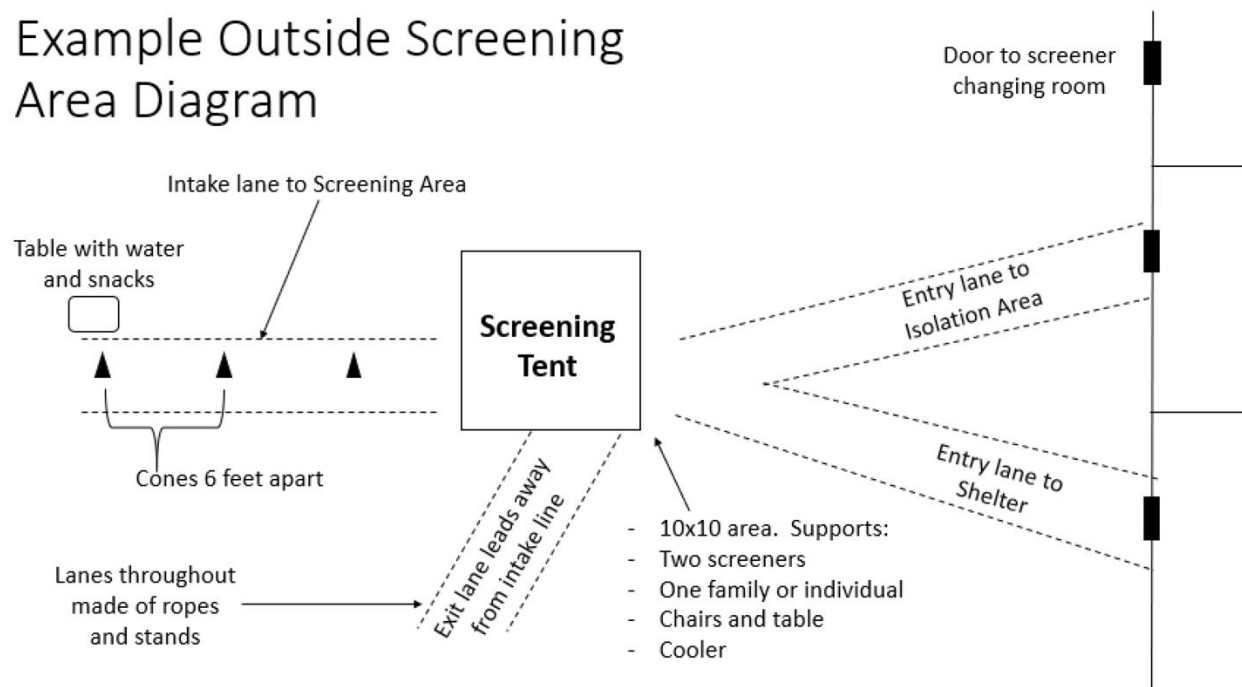 Example Outside Screening
Area Diagram
Door to screener
changing room
Intake lane to Screening Area
Table with water
and snacks
Screening
Tent
Entry lane to
Isolation Area
Cones 6 feet apart
Entry lane to
Shelter
Exit lane leads away
from intake line
Lanes throughout
made of ropes
and stands
- 10x10 area.  Supports:
- Two screeners
- One family or individual
- Chairs and table
- Cooler